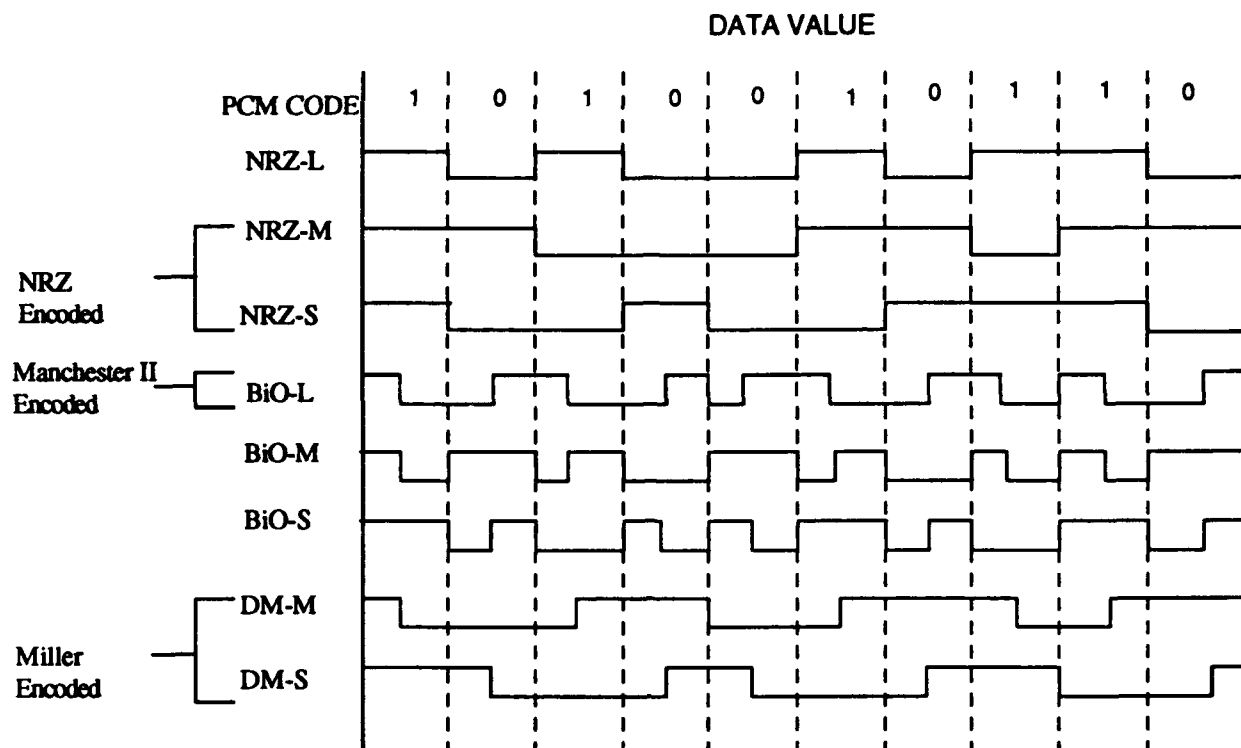 DATA VALUE
PCM CODE 1 0 1 0 0 1 0 1 1 0
NRZ-L
NRZ-M
NRZ
Encoded
NRZ-S
Manchester II
Encoded
BiO-L
BiO-M
BiO-S
DM-M
Miller
Encoded
DM-S